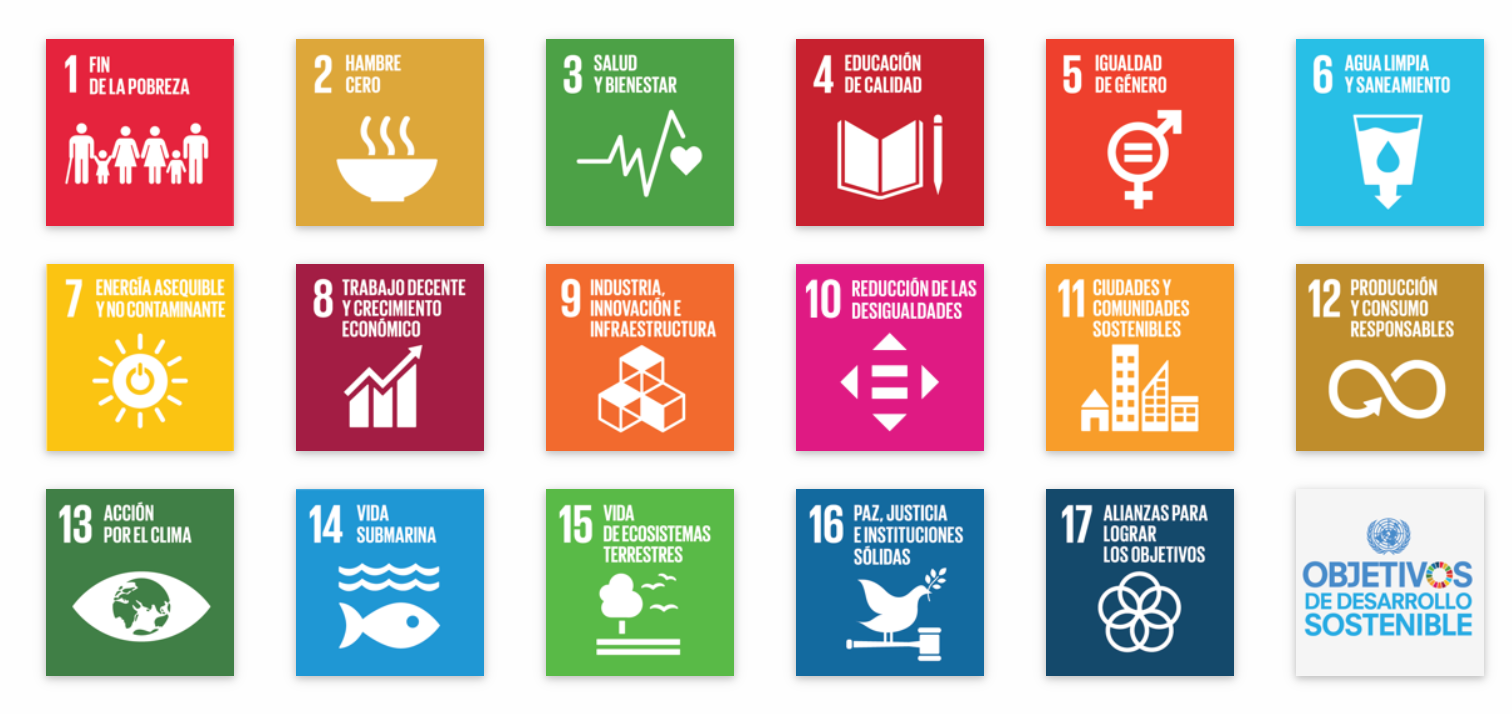 1 FIN
DE LA POBREZA
2 HAMBRE
CERO
3 SALUD
Y BIENESTAR
4 EDUCACIÓN
DE CALIDAD
5 IGUALDAD
DE GÉNERO
6 AGUA LIMPIA
Y SANEAMIENTO
7 ENERGÍA ASEQUIBLE
Y NO CONTAMINANTE
8 TRABAJO DECENTE
Y CRECIMIENTO
ECONÓMICO
9 INDUSTRIA,
INNOVACIÓN E
INFRAESTRUCTURA
10 REDUCCIÓN DE LAS
DESIGUALDADES
11 CIUDADES Y
COMUNIDADES
SOSTENIBLES
12 PRODUCCIÓN
Y CONSUMO
RESPONSABLES
13 ACCIÓN
POR EL CLIMA
14 VIDA
SUBMARINA
15 VIDA
DE ECOSISTEMAS
TERRESTRES
16 PAZ, JUSTICIA
E INSTITUCIONES
SÓLIDAS
17 ALIANZAS PARA
LOGRAR
LOS OBJETIVOS
OBJETIVOS
DE DESARROLLO
SOSTENIBLE